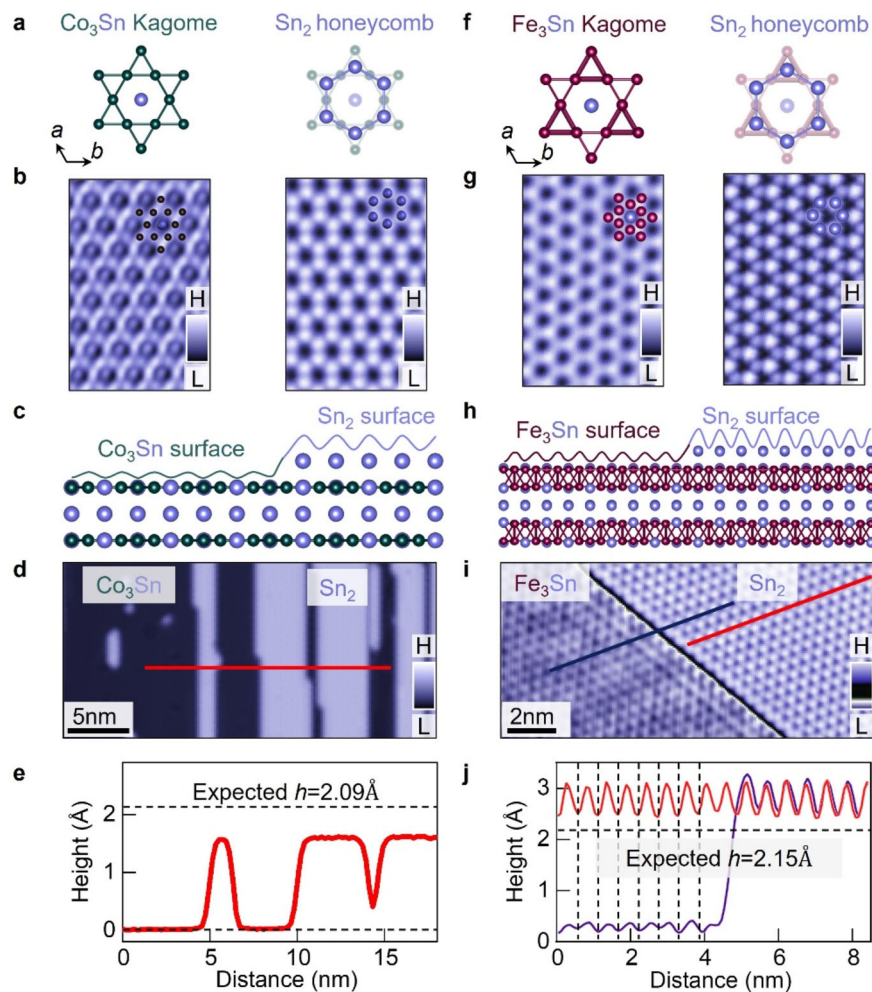 a
Co3Sn Kagome
Sn2 honeycomb
a
b
b
H
L
H
L
c
Co3Sn surface
Sn2 surface
d
Co3Sn
Sn2
5nm
H
L
e
Expected h=2.09Å
Height (Å)
2
1
0
0
5
10
15
Distance (nm)
f
Fe3Sn Kagome
Sn2 honeycomb
a
b
g
H
L
H
L
h
Fe3Sn surface
Sn2 surface
i
Fe3Sn
Sn2
2nm
H
L
j
Expected h=2.15Å
Height (Å)
3
2
1
0
0
2
4
6
8
Distance (nm)